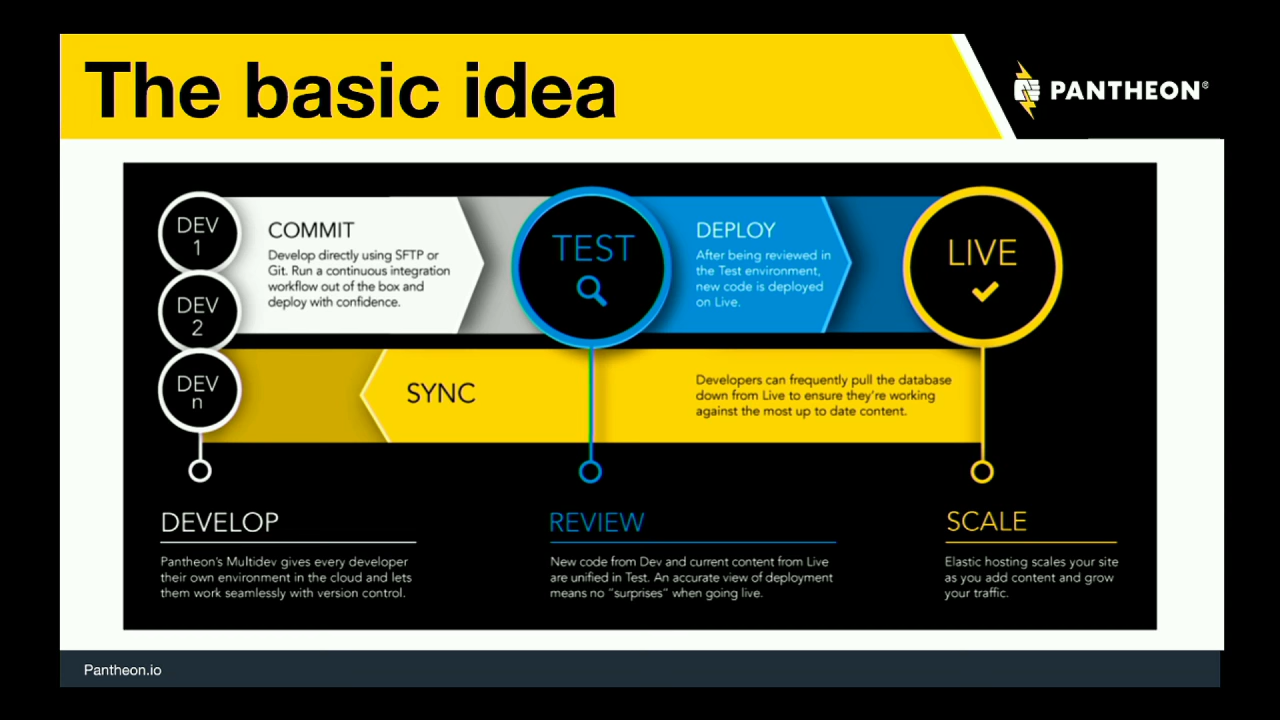 The basic idea
PANTHEON®
DEV
1
DEV
2
DEV
n
COMMIT
Develop directly using SFTP or
Git. Run a continuous integration
workflow out of the box and
deploy with confidence.
TEST
DEPLOY
After being reviewed in
the Test environment,
new code is deployed
on Live.
LIVE
SYNC
Developers can frequently pull the database
down from Live to ensure they're working
against the most up to date content.
DEVELOP
Pantheon's Multidev gives every developer
their own environment in the cloud and lets
them work seamlessly with version control.
REVIEW
New code from Dev and current content from Live
are unified in Test. An accurate view of deployment
means no "surprises" when going live.
SCALE
Elastic hosting scales your site
as you add content and grow
your traffic.
Pantheon.io